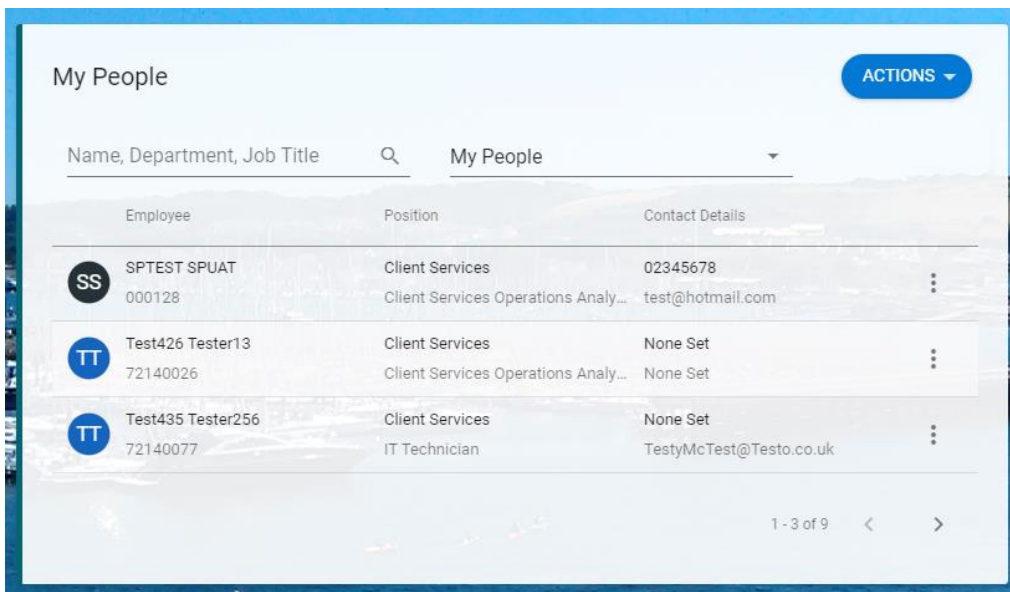 My People
ACTIONS
Name, Department, Job Title
My People
Employee Position Contact Details
SS
SPTEST SPUAT Client Services 02345678
000128 Client Services Operations Analy... test@hotmail.com
TT
Test426 Tester13 Client Services None Set
72140026 Client Services Operations Analy... None Set
TT
Test435 Tester256 Client Services None Set
72140077 IT Technician TestyMcTest@Testo.co.uk
1 - 3 of 9